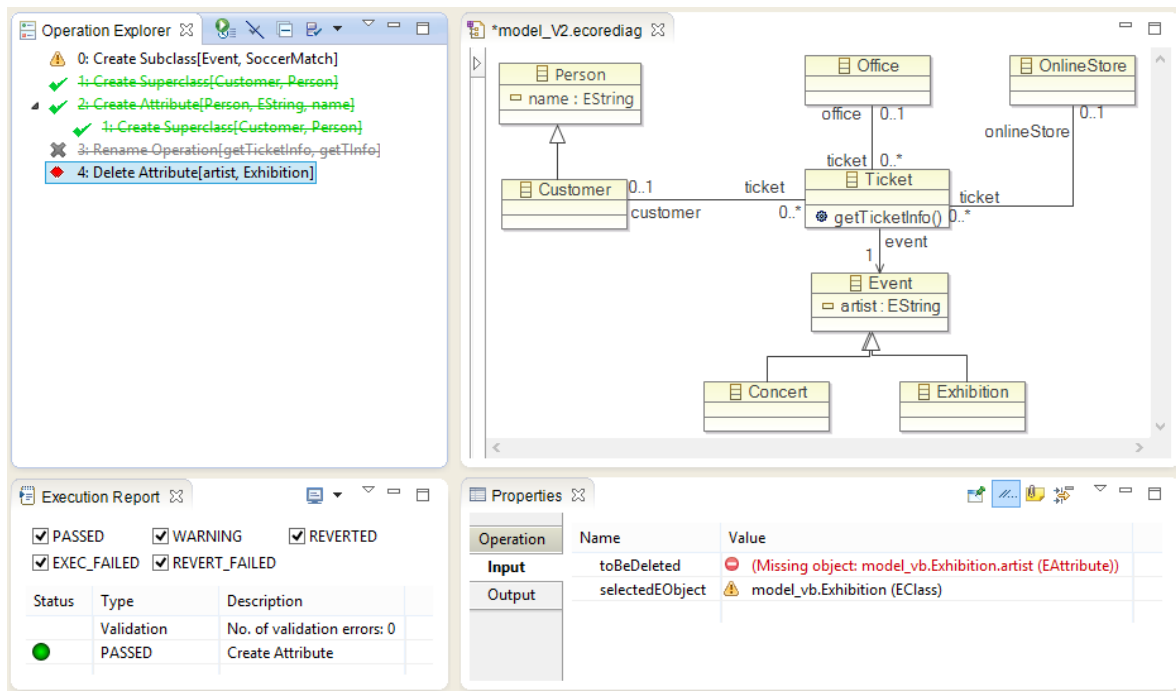 Operation Explorer
0: Create Subclass[Event, SoccerMatch]
1: Create Superclass[Customer, Person]
2: Create Attribute[Person, EString, name]
1: Create Superclass[Customer, Person]
3: Rename Operation[getTicketInfo, getTInfo]
4: Delete Attribute[artist, Exhibition]
*model_V2.ecorediag
Person
name : EString
Office
OnlineStore
office 0..1
0..1
onlineStore
ticket 0..*
Customer
0..1
ticket
Ticket
ticket
customer
0..*
getTicketInfo()
0..*
event
1
Event
artist : EString
Concert
Exhibition
Execution Report
PASSED WARNING REVERTED
EXEC_FAILED REVERT_FAILED
Status Type Description
Validation No. of validation errors: 0
PASSED Create Attribute
Properties
Operation
Input
Output
Name Value
toBeDeleted (Missing object: model_vb.Exhibition.artist (EAttribute))
selectedEObject model_vb.Exhibition (EClass)